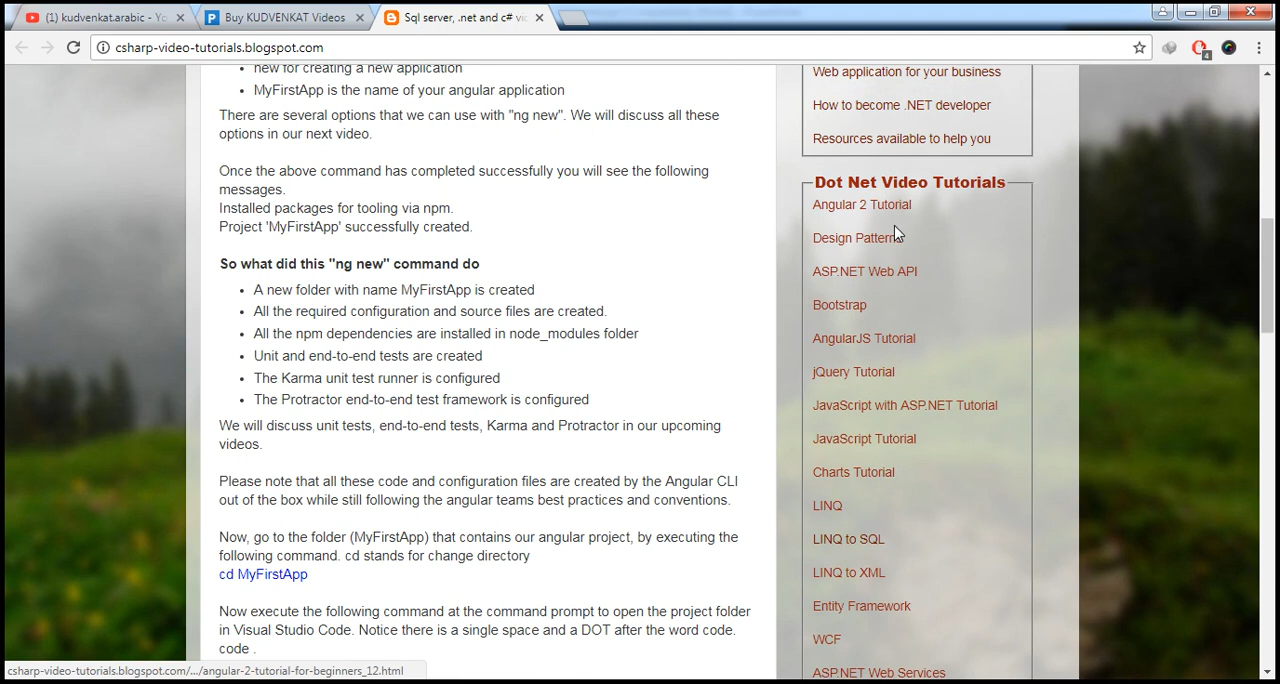 (1) kudvenkat.arabic - Yo
Buy KUDVENKAT Videos
Sql server, .net and c# vi
csharp-video-tutorials.blogspot.com
4
new for creating a new application
MyFirstApp is the name of your angular application
There are several options that we can use with "ng new". We will discuss all these
options in our next video.
Once the above command has completed successfully you will see the following
messages.
Installed packages for tooling via npm.
Project 'MyFirstApp' successfully created.
So what did this "ng new" command do
A new folder with name MyFirstApp is created
All the required configuration and source files are created.
All the npm dependencies are installed in node_modules folder
Unit and end-to-end tests are created
The Karma unit test runner is configured
The Protractor end-to-end test framework is configured
We will discuss unit tests, end-to-end tests, Karma and Protractor in our upcoming
videos.
Please note that all these code and configuration files are created by the Angular CLI
out of the box while still following the angular teams best practices and conventions.
Now, go to the folder (MyFirstApp) that contains our angular project, by executing the
following command. cd stands for change directory
cd MyFirstApp
Now execute the following command at the command prompt to open the project folder
in Visual Studio Code. Notice there is a single space and a DOT after the word code.
code .
Web application for your business
How to become .NET developer
Resources available to help you
Dot Net Video Tutorials
Angular 2 Tutorial
Design Patterns
ASP.NET Web API
Bootstrap
AngularJS Tutorial
jQuery Tutorial
JavaScript with ASP.NET Tutorial
JavaScript Tutorial
Charts Tutorial
LINQ
LINQ to SQL
LINQ to XML
Entity Framework
WCF
ASP.NET Web Services
csharp-video-tutorials.blogspot.com/.../angular-2-tutorial-for-beginners_12.html